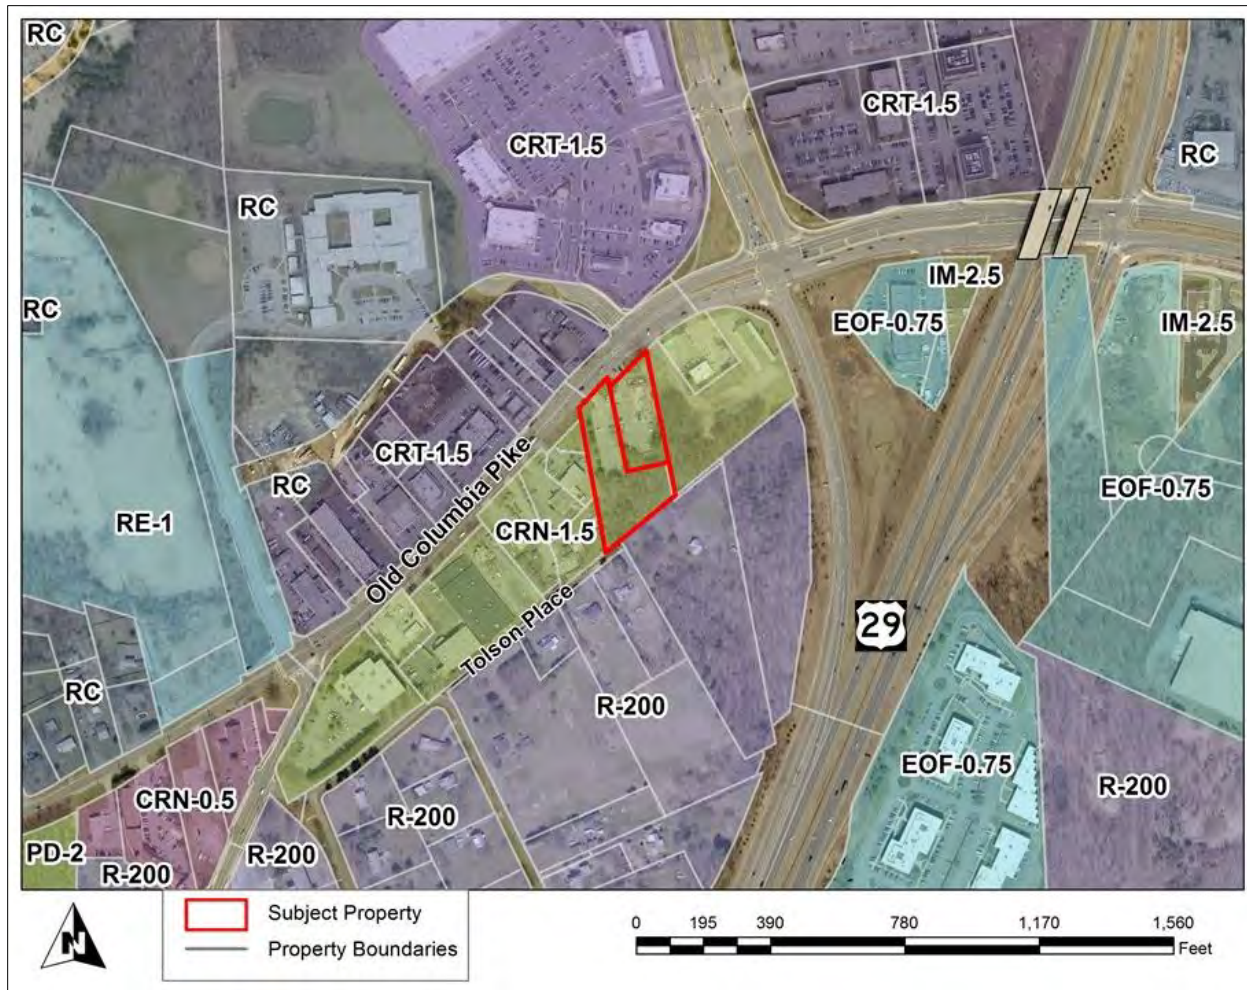 RC
CRT-1.5
CRT-1.5
RC
RC
IM-2.5
RC
EOF-0.75
IM-2.5
CRT-1.5
RC
Old Columbia Pike
EOF-0.75
RE-1
CRN-1.5
Tolson Place
29
RC
R-200
EOF-0.75
CRN-0.5
R-200
R-200
PD-2
R-200
R-200
N
Subject Property
Property Boundaries
0 195 390 780 1,170 1,560
Feet